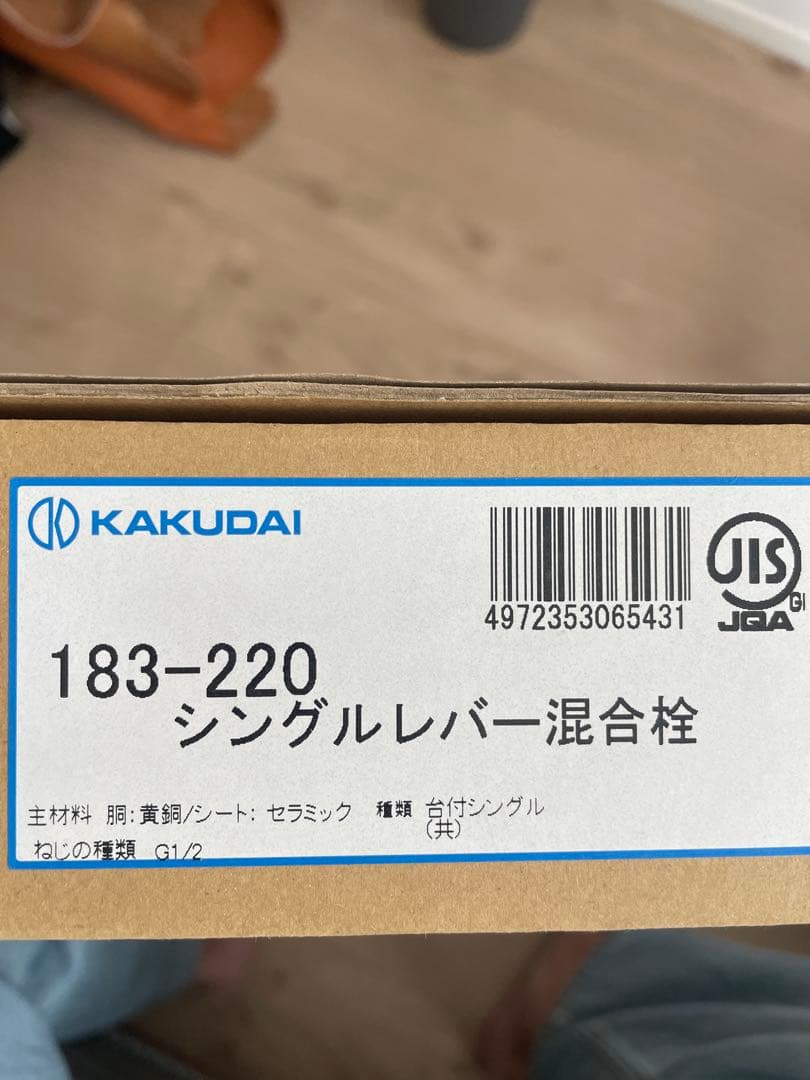 KAKUDAI
4972353065431
JIS
JQA
183-220
シングルレバー混合栓
主材料 胴:黄銅/シート: セラミック 種類 台付シングル
(共)
ねじの種類 G1/2